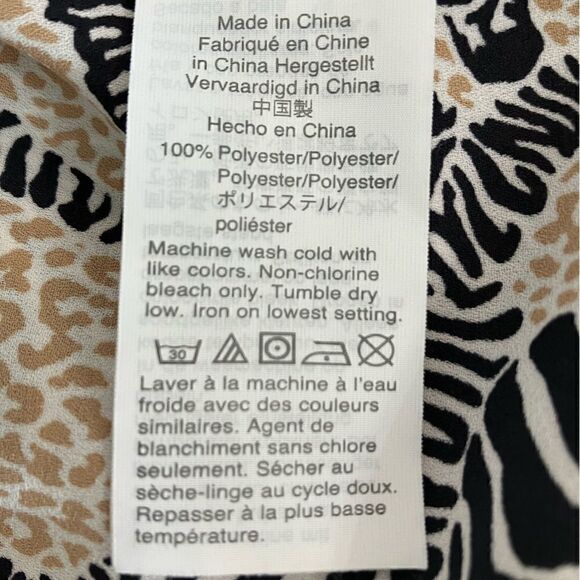 Made in China
Fabriqué en Chine
in China Hergestellt
Vervaardigd in China
中国製
Hecho en China
100% Polyester/Polyester/
Polyester/Polyester/
ポリエステル/
poliéster
Machine wash cold with
like colors. Non-chlorine
bleach only. Tumble dry
low. Iron on lowest setting.
30
Laver à la machine à l'eau
froide avec des couleurs
similaires. Agent de
blanchiment sans chlore
seulement. Sécher au
sèche-linge au cycle doux.
Repasser à la plus basse
température.